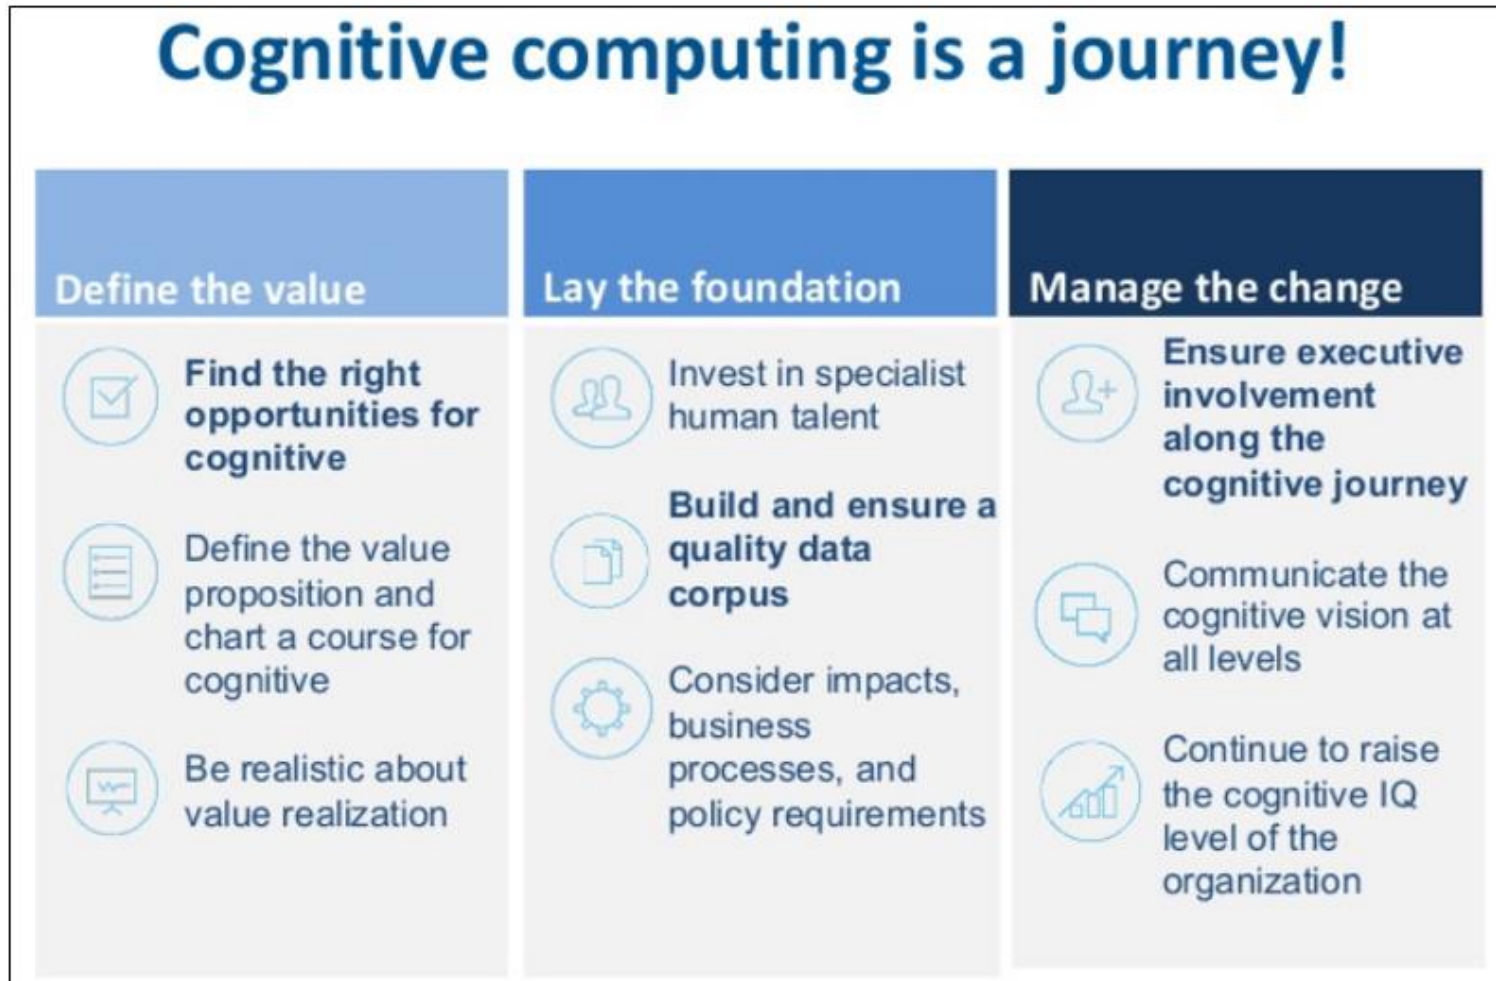 Cognitive computing is a journey!
Define the value
Find the right
opportunities for
cognitive
Define the value
proposition and
chart a course for
cognitive
Be realistic about
value realization
Lay the foundation
Invest in specialist
human talent
Build and ensure a
quality data
corpus
Consider impacts,
business
processes, and
policy requirements
Manage the change
Ensure executive
involvement
along the
cognitive journey
Communicate the
cognitive vision at
all levels
Continue to raise
the cognitive IQ
level of the
organization